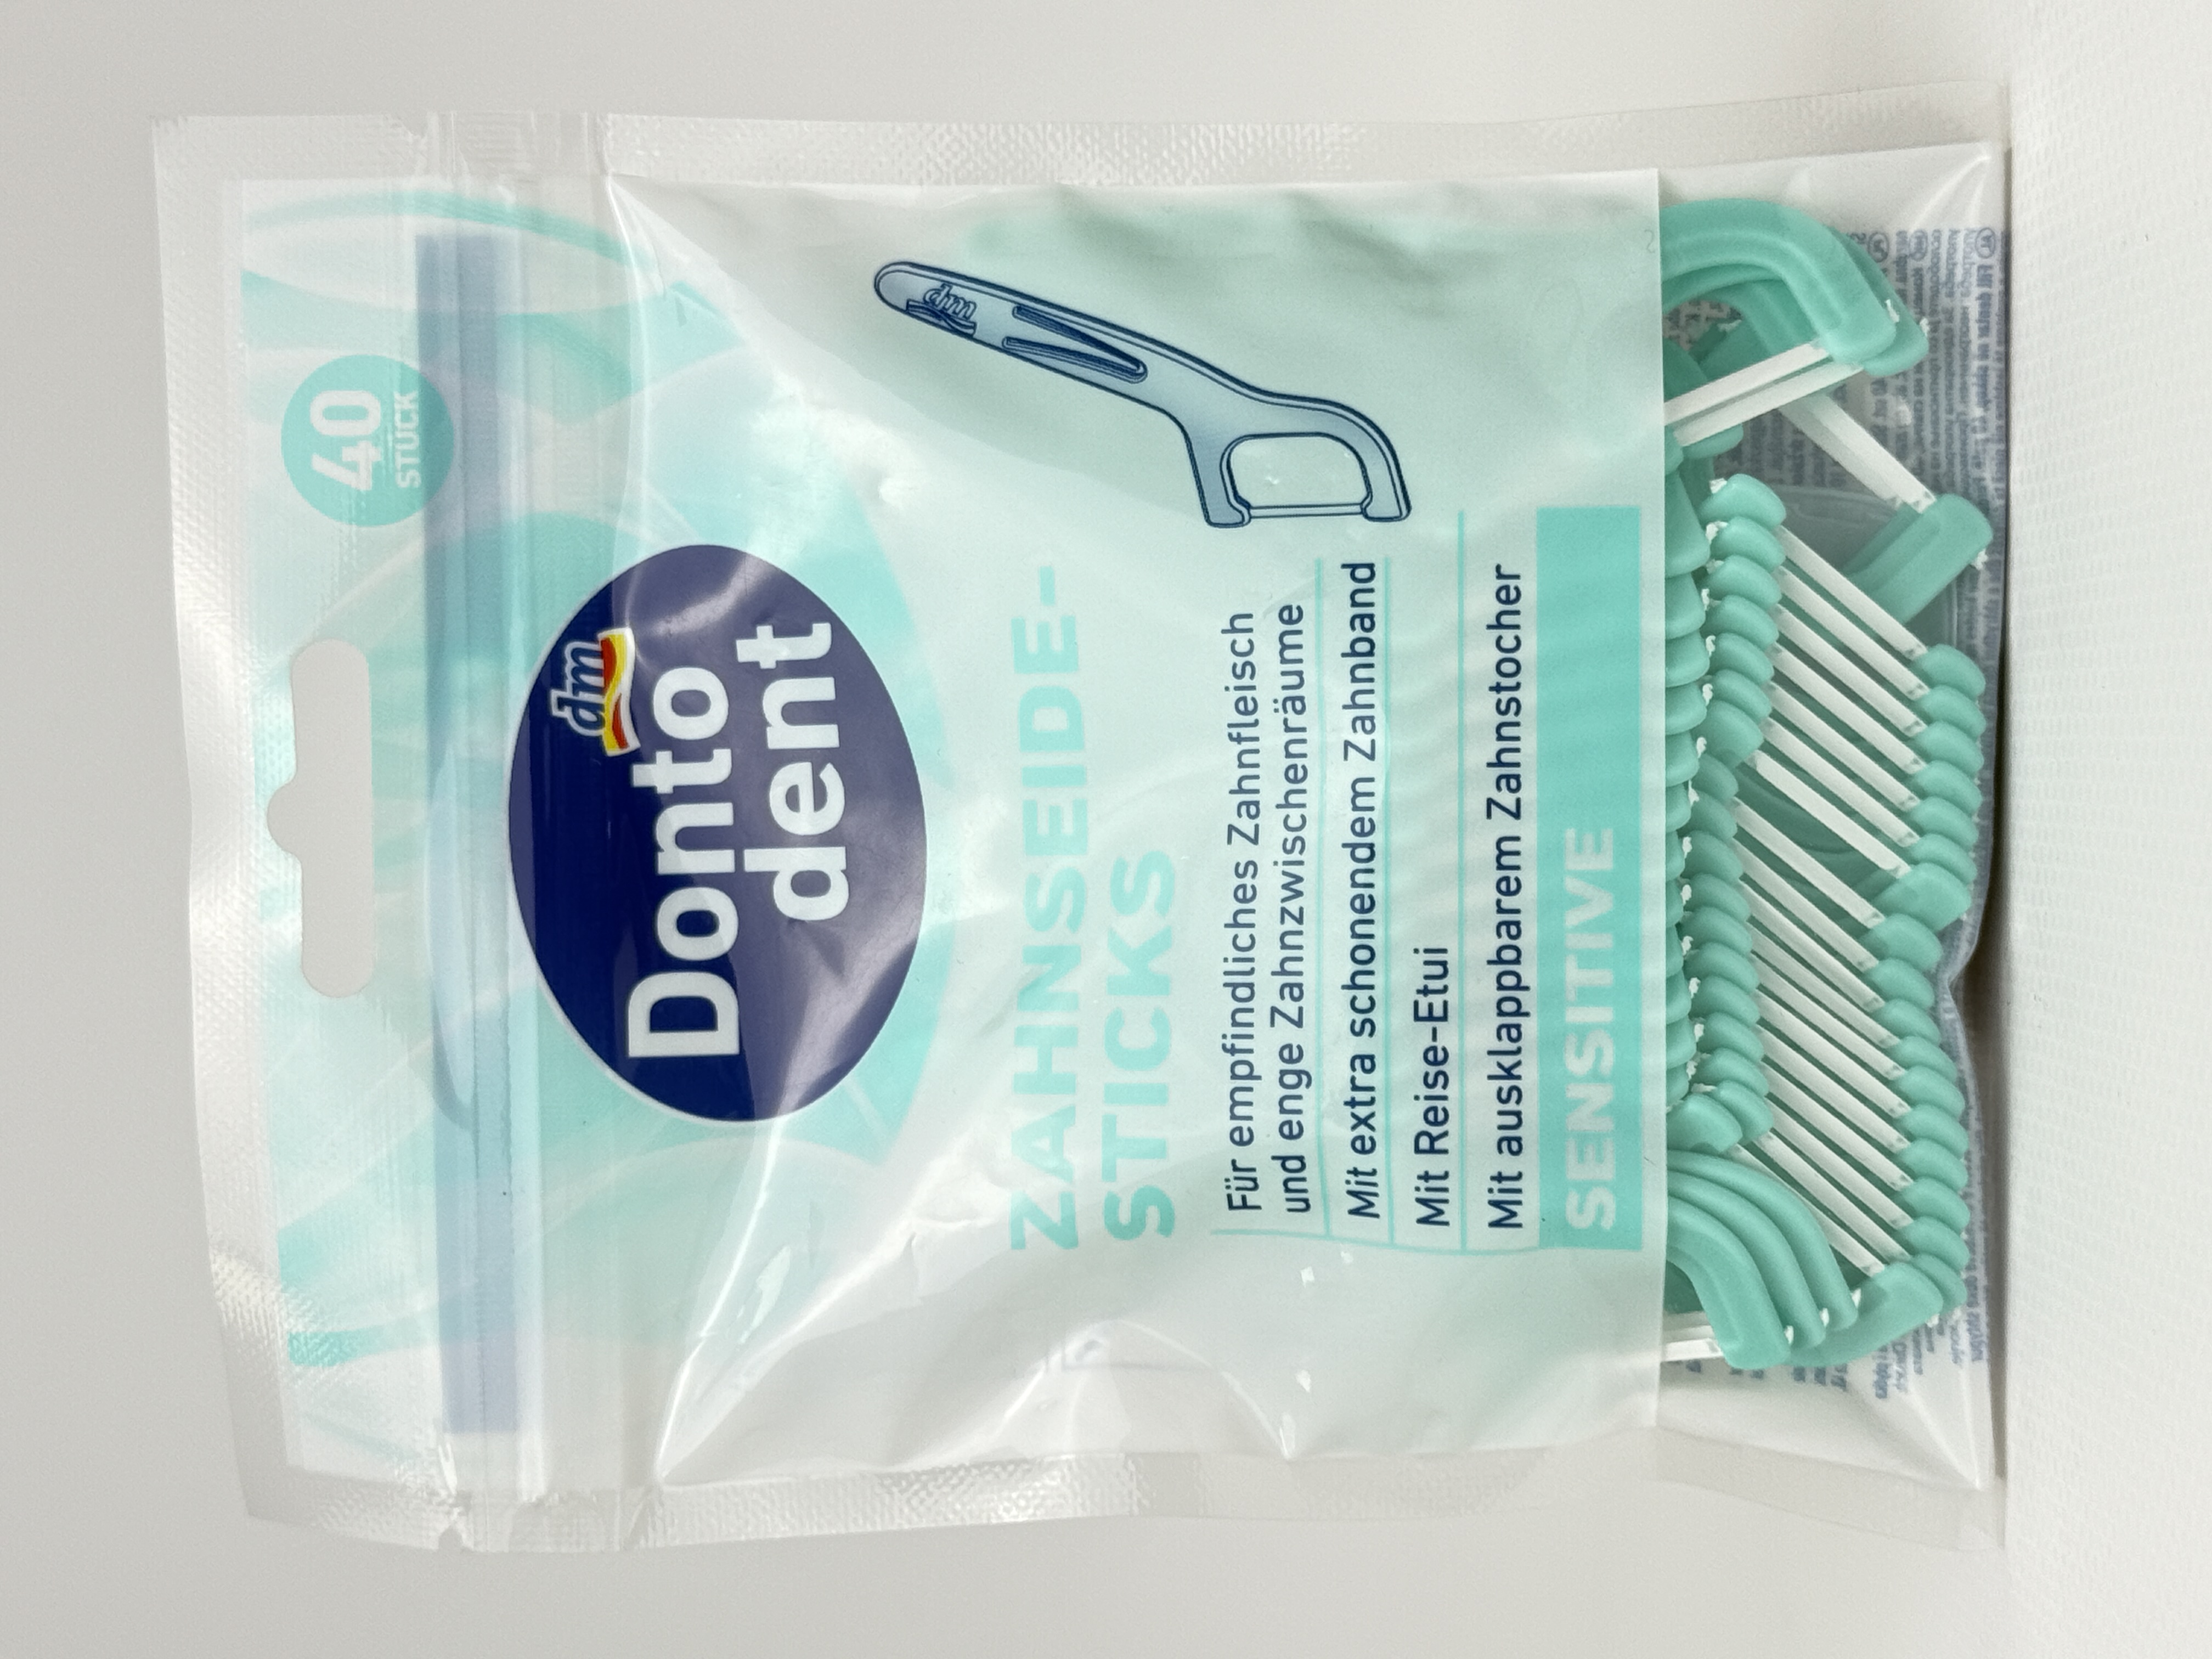 40
STÜCK
dm
Donto
dent
ZAHNSEIDE-
STICKS
dm
Für empfindliches Zahnfleisch
und enge Zahnzwischenräume
Mit extra schonendem Zahnband
Mit Reise-Etui
Mit ausklappbarem Zahnstocher
SENSITIVE